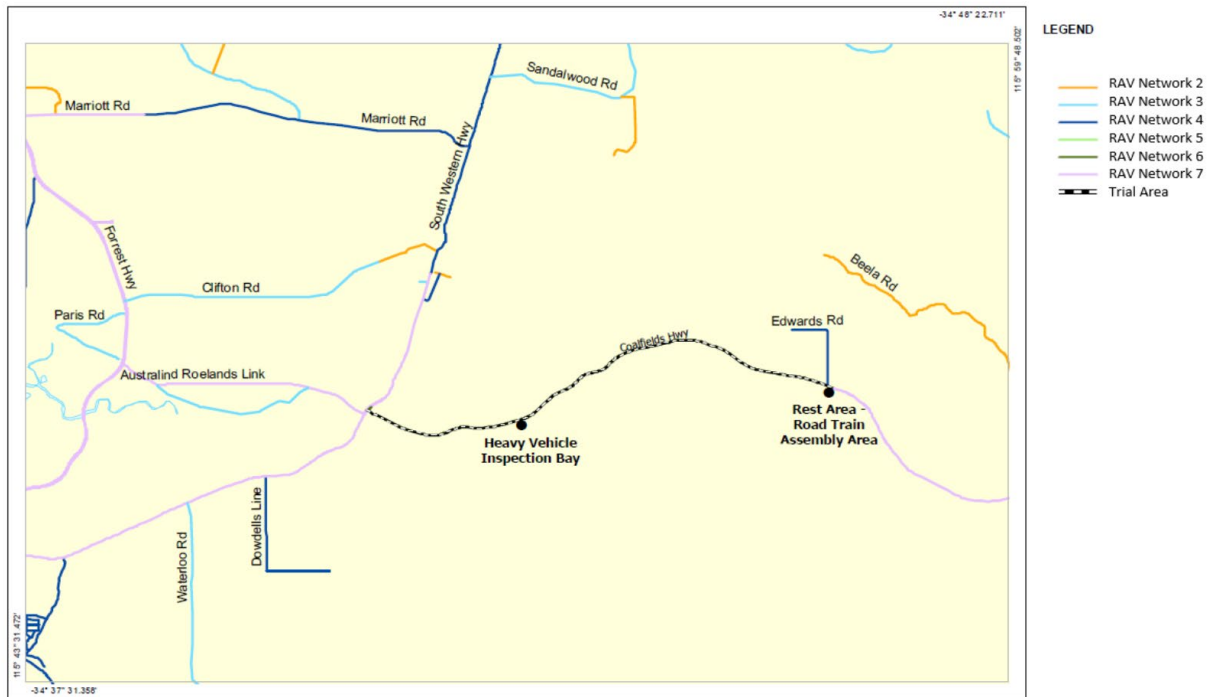 -34° 48' 22.711'
115° 59' 48.502'
LEGEND
RAV Network 2
RAV Network 3
RAV Network 4
RAV Network 5
RAV Network 6
RAV Network 7
Trial Area
Sandalwood Rd
Marriott Rd
Marriott Rd
South Western Hwy
Forrest Hwy
Clifton Rd
Beela Rd
Paris Rd
Edwards Rd
Coalfields Hwy
Australind Roelands Link
Rest Area -
Road Train
Assembly Area
Heavy Vehicle
Inspection Bay
Dowdells Line
Waterloo Rd
115° 43' 31.472'
-34° 37' 31.358'